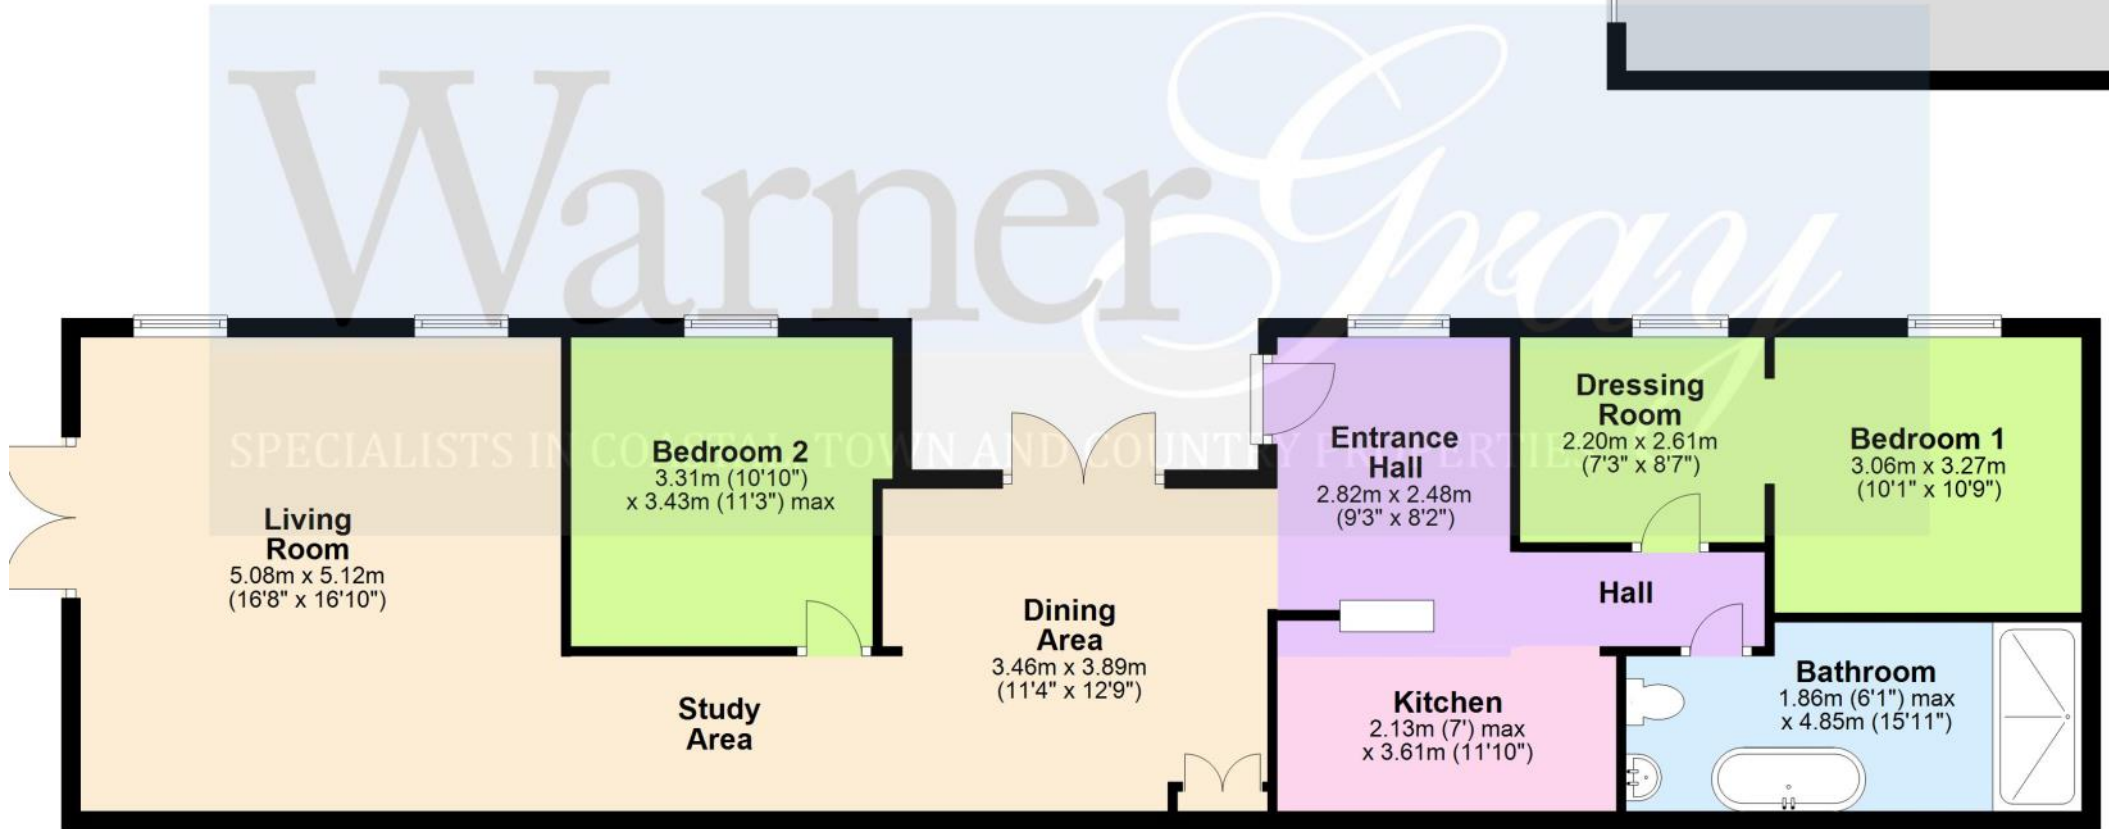 Warner Gray
SPECIALISTS IN COASTAL, TOWN AND COUNTRY PROPERTIES
Living
Room
5.08m x 5.12m
(16'8" x 16'10")
Bedroom 2
3.31m (10'10")
x 3.43m (11'3") max
Study
Area
Dining
Area
3.46m x 3.89m
(11'4" x 12'9")
Entrance
Hall
2.82m x 2.48m
(9'3" x 8'2")
Dressing
Room
2.20m x 2.61m
(7'3" x 8'7")
Bedroom 1
3.06m x 3.27m
(10'1" x 10'9")
Hall
Kitchen
2.13m (7') max
x 3.61m (11'10")
Bathroom
1.86m (6'1") max
x 4.85m (15'11")